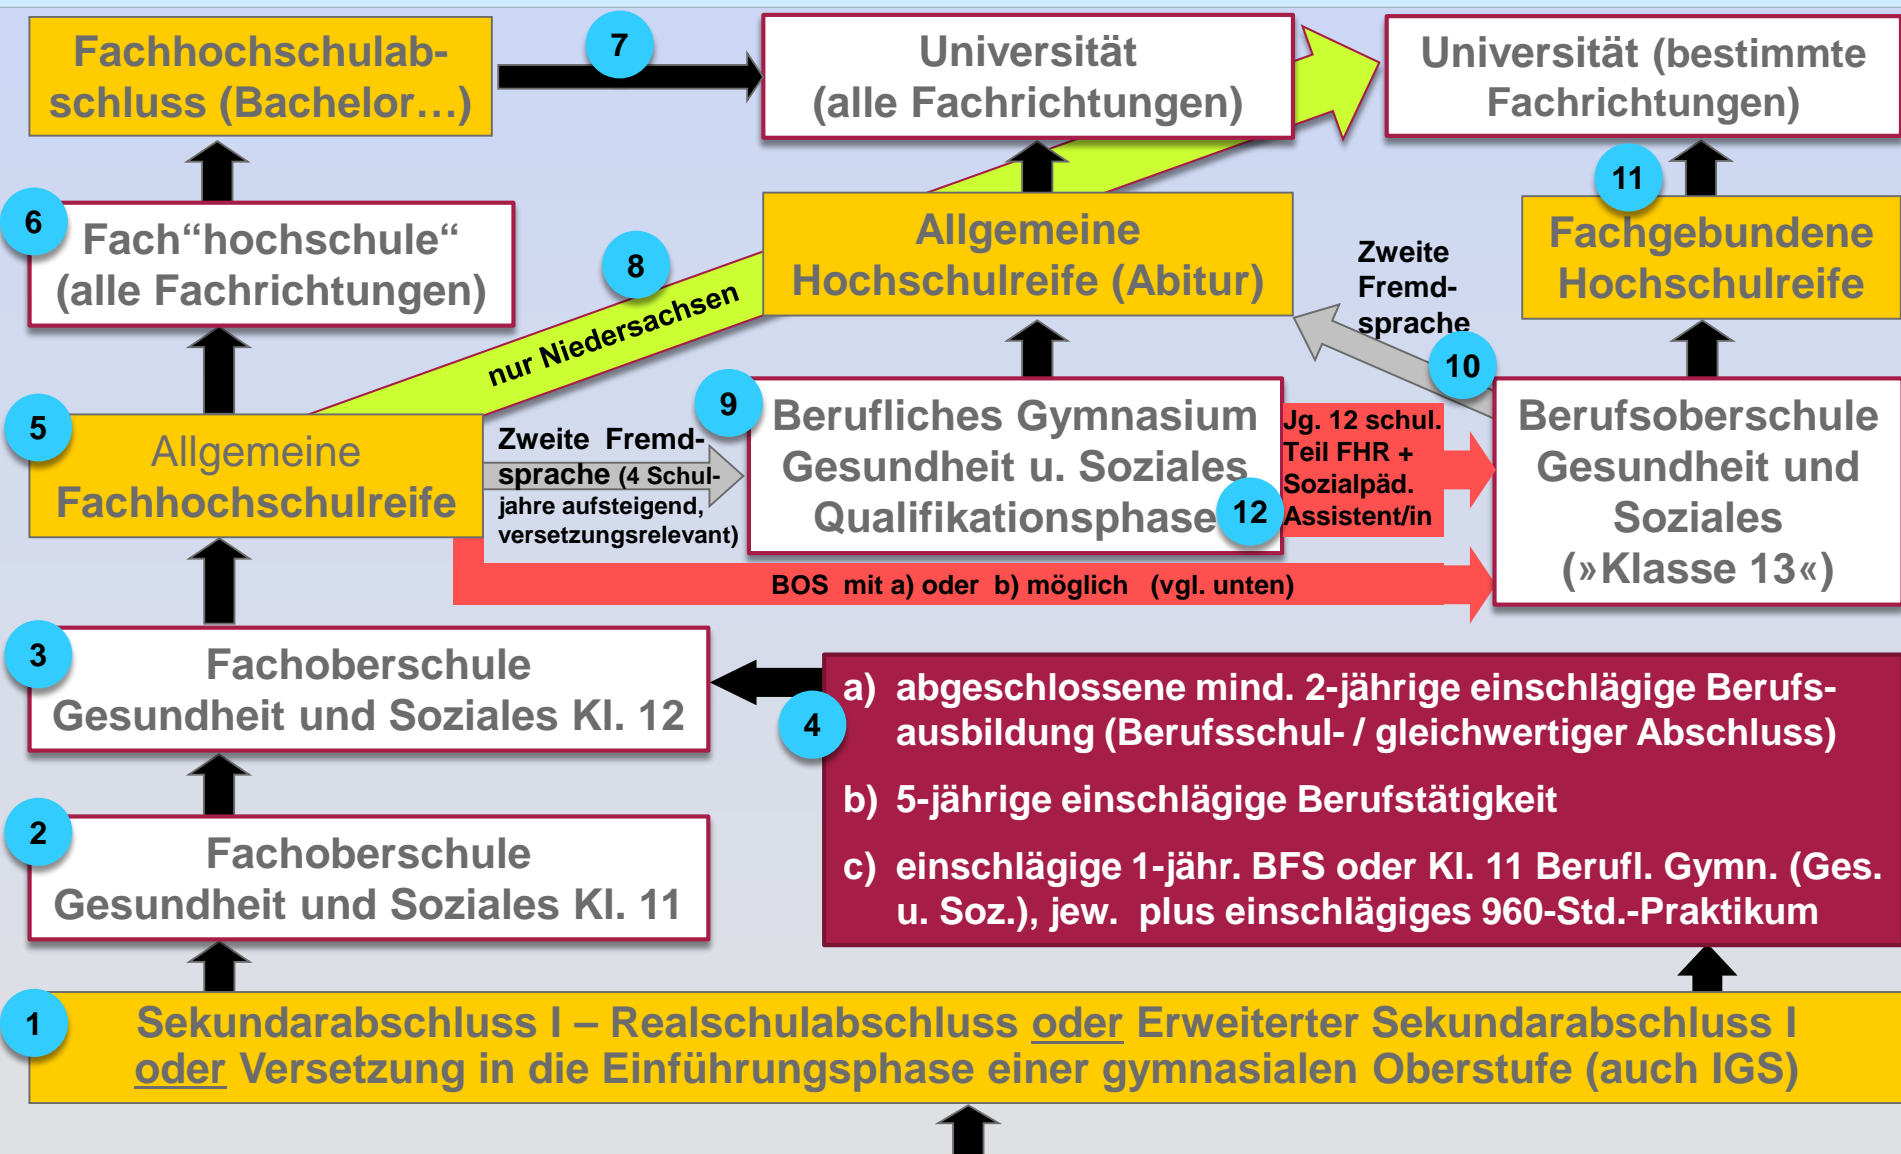 Fachhochschulab-
schluss (Bachelor…)
7
Universität
(alle Fachrichtungen)
Universität (bestimmte
Fachrichtungen)
6
Fach“hochschule“
(alle Fachrichtungen)
8
nur Niedersachsen
Allgemeine
Hochschulreife (Abitur)
Zweite
Fremd-
sprache
10
11
Fachgebundene
Hochschulreife
5
Allgemeine
Fachhochschulreife
Zweite Fremd-
sprache (4 Schul-
jahre aufsteigend,
versetzungsrelevant)
9
Berufliches Gymnasium
Gesundheit u. Soziales
Qualifikationsphase
12
Jg. 12 schul.
Teil FHR +
Sozialpäd.
Assistent/in
Berufsoberschule
Gesundheit und
Soziales
(»Klasse 13«)
BOS mit a) oder b) möglich (vgl. unten)
3
Fachoberschule
Gesundheit und Soziales Kl. 12
4
a) abgeschlossene mind. 2-jährige einschlägige Berufs-
ausbildung (Berufsschul- / gleichwertiger Abschluss)
b) 5-jährige einschlägige Berufstätigkeit
c) einschlägige 1-jähr. BFS oder Kl. 11 Berufl. Gymn. (Ges.
u. Soz.), jew. plus einschlägiges 960-Std.-Praktikum
2
Fachoberschule
Gesundheit und Soziales Kl. 11
1
Sekundarabschluss I – Realschulabschluss oder Erweiterter Sekundarabschluss I
oder Versetzung in die Einführungsphase einer gymnasialen Oberstufe (auch IGS)